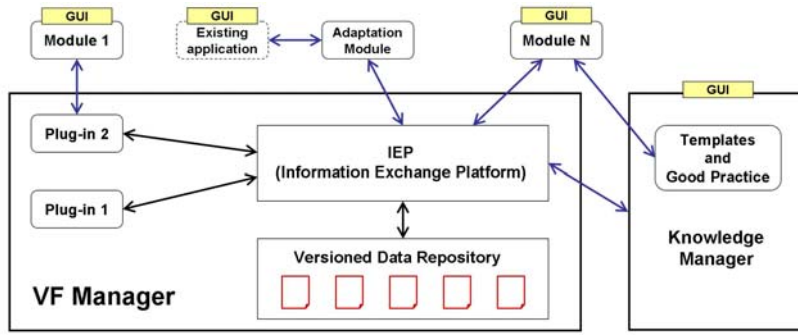 GUI
Module 1
GUI
Existing
application
Adaptation
Module
GUI
Module N
GUI
Plug-in 2
IEP
(Information Exchange Platform)
Templates
and
Good Practice
Plug-in 1
Versioned Data Repository
Knowledge
Manager
VF Manager